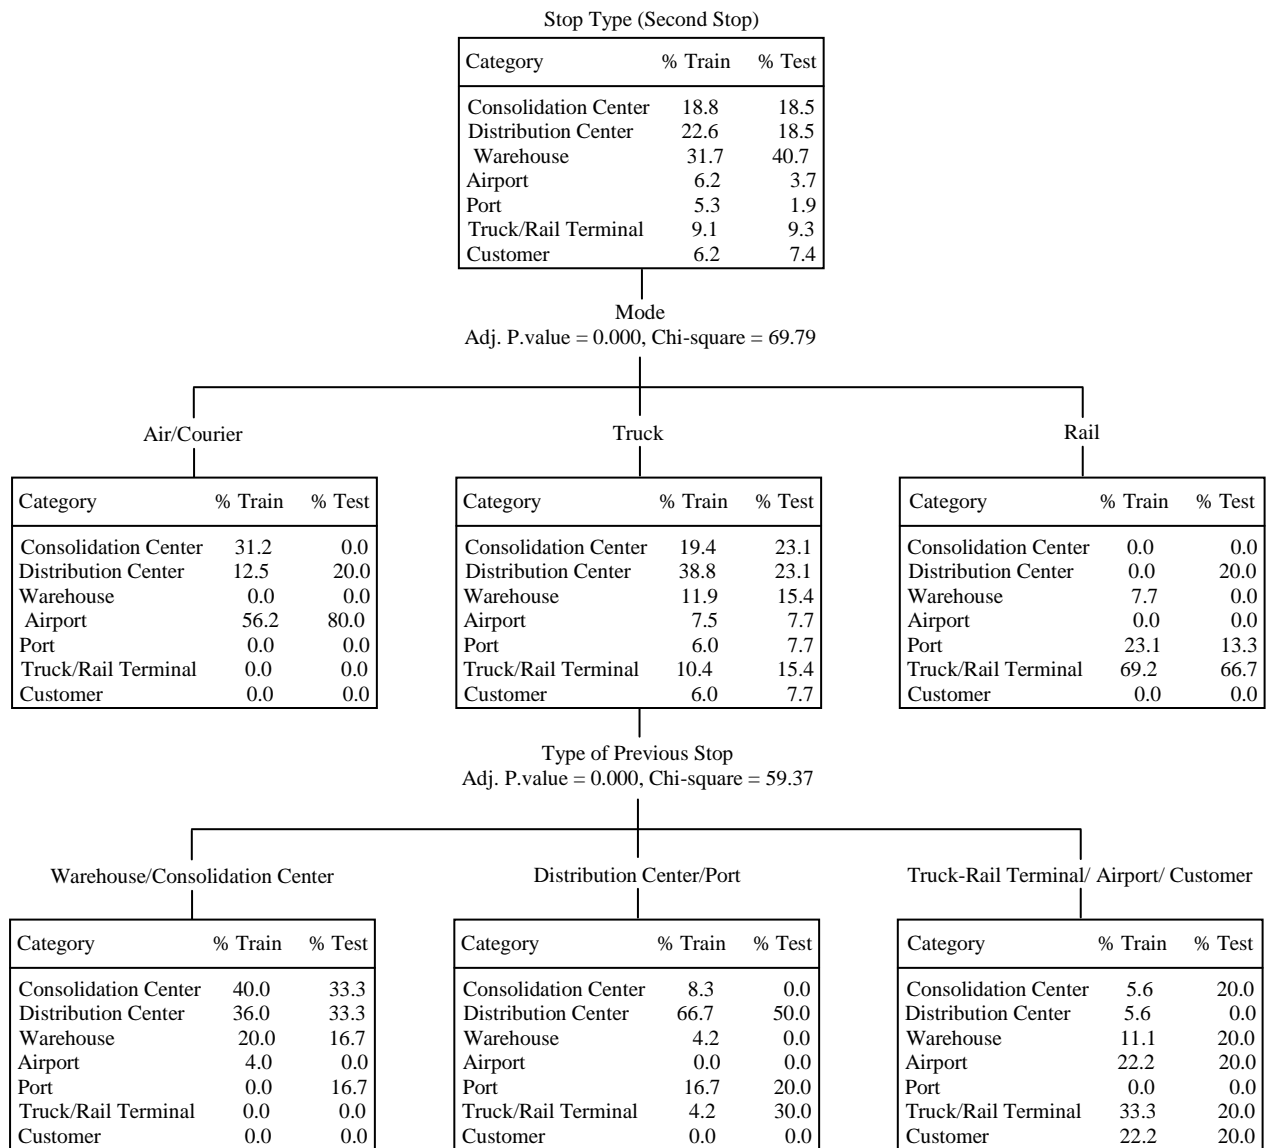 Stop Type (Second Stop)
Category % Train % Test
Consolidation Center 18.8 18.5
Distribution Center 22.6 18.5
Warehouse 31.7 40.7
Airport 6.2 3.7
Port 5.3 1.9
Truck/Rail Terminal 9.1 9.3
Customer 6.2 7.4
Mode
Adj. P.value = 0.000, Chi-square = 69.79
Air/Courier
Category % Train % Test
Consolidation Center 31.2 0.0
Distribution Center 12.5 20.0
Warehouse 0.0 0.0
Airport 56.2 80.0
Port 0.0 0.0
Truck/Rail Terminal 0.0 0.0
Customer 0.0 0.0
Truck
Category % Train % Test
Consolidation Center 19.4 23.1
Distribution Center 38.8 23.1
Warehouse 11.9 15.4
Airport 7.5 7.7
Port 6.0 7.7
Truck/Rail Terminal 10.4 15.4
Customer 6.0 7.7
Rail
Category % Train % Test
Consolidation Center 0.0 0.0
Distribution Center 0.0 20.0
Warehouse 7.7 0.0
Airport 0.0 0.0
Port 23.1 13.3
Truck/Rail Terminal 69.2 66.7
Customer 0.0 0.0
Type of Previous Stop
Adj. P.value = 0.000, Chi-square = 59.37
Warehouse/Consolidation Center
Category % Train % Test
Consolidation Center 40.0 33.3
Distribution Center 36.0 33.3
Warehouse 20.0 16.7
Airport 4.0 0.0
Port 0.0 16.7
Truck/Rail Terminal 0.0 0.0
Customer 0.0 0.0
Distribution Center/Port
Category % Train % Test
Consolidation Center 8.3 0.0
Distribution Center 66.7 50.0
Warehouse 4.2 0.0
Airport 0.0 0.0
Port 16.7 20.0
Truck/Rail Terminal 4.2 30.0
Customer 0.0 0.0
Truck-Rail Terminal/ Airport/ Customer
Category % Train % Test
Consolidation Center 5.6 20.0
Distribution Center 5.6 0.0
Warehouse 11.1 20.0
Airport 22.2 20.0
Port 0.0 0.0
Truck/Rail Terminal 33.3 20.0
Customer 22.2 20.0